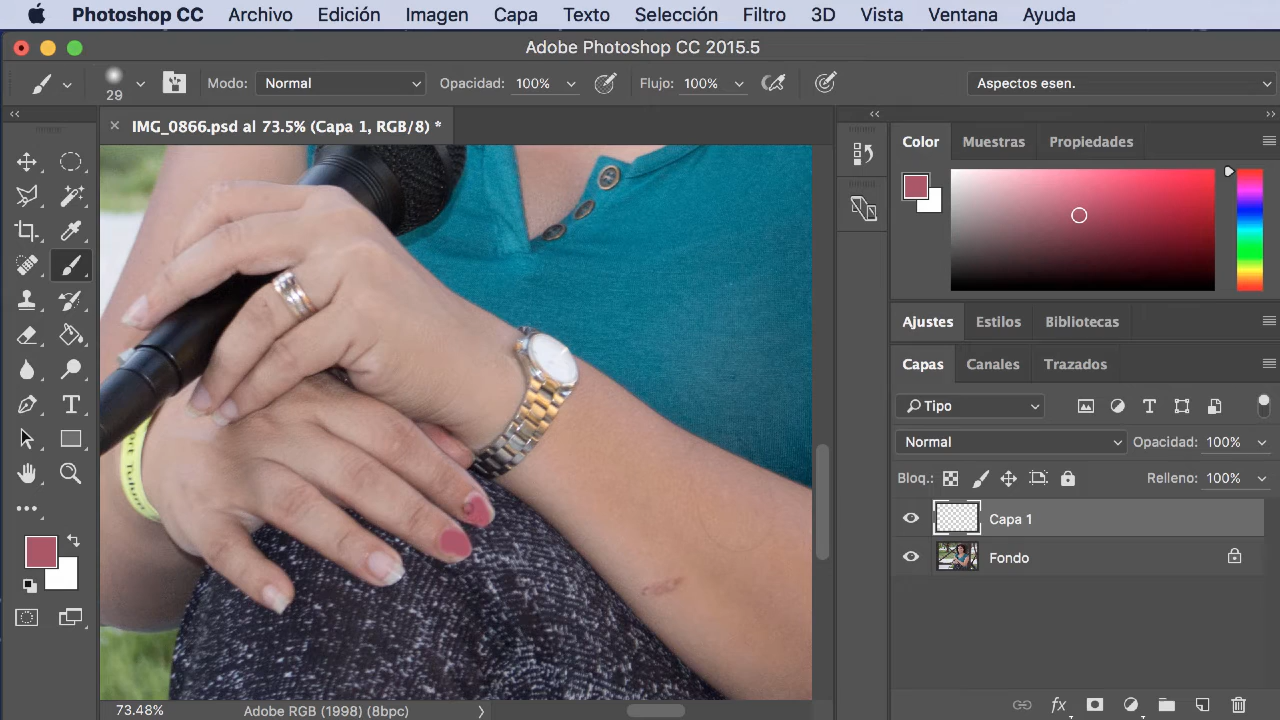 Photoshop CC Archivo Edición Imagen Capa Texto Selección Filtro 3D Vista Ventana Ayuda
Adobe Photoshop CC 2015.5
29 Modo: Normal Opacidad: 100% Flujo: 100% Aspectos esen.
IMG_0866.psd al 73.5% (Capa 1, RGB/8) *
Color Muestras Propiedades
Ajustes Estilos Bibliotecas
Capas Canales Trazados
Tipo
Normal Opacidad: 100%
Bloq.: Relleno: 100%
Capa 1
Fondo
73.48% Adobe RGB (1998) (8bpc)